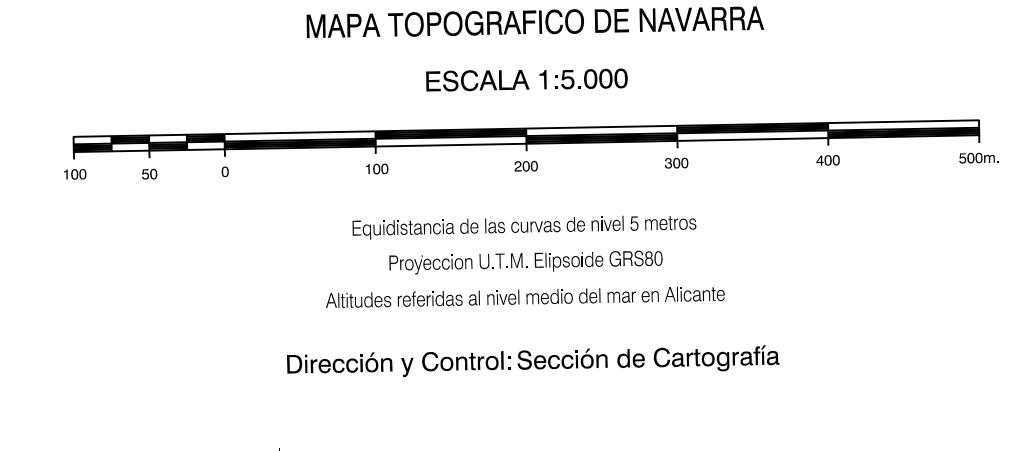 MAPA TOPOGRAFICO DE NAVARRA
ESCALA 1:5.000
100 50 0 100 200 300 400 500m.
Equidistancia de las curvas de nivel 5 metros
Proyeccion U.T.M. Elipsoide GRS80
Altitudes referidas al nivel medio del mar en Alicante
Dirección y Control: Sección de Cartografía